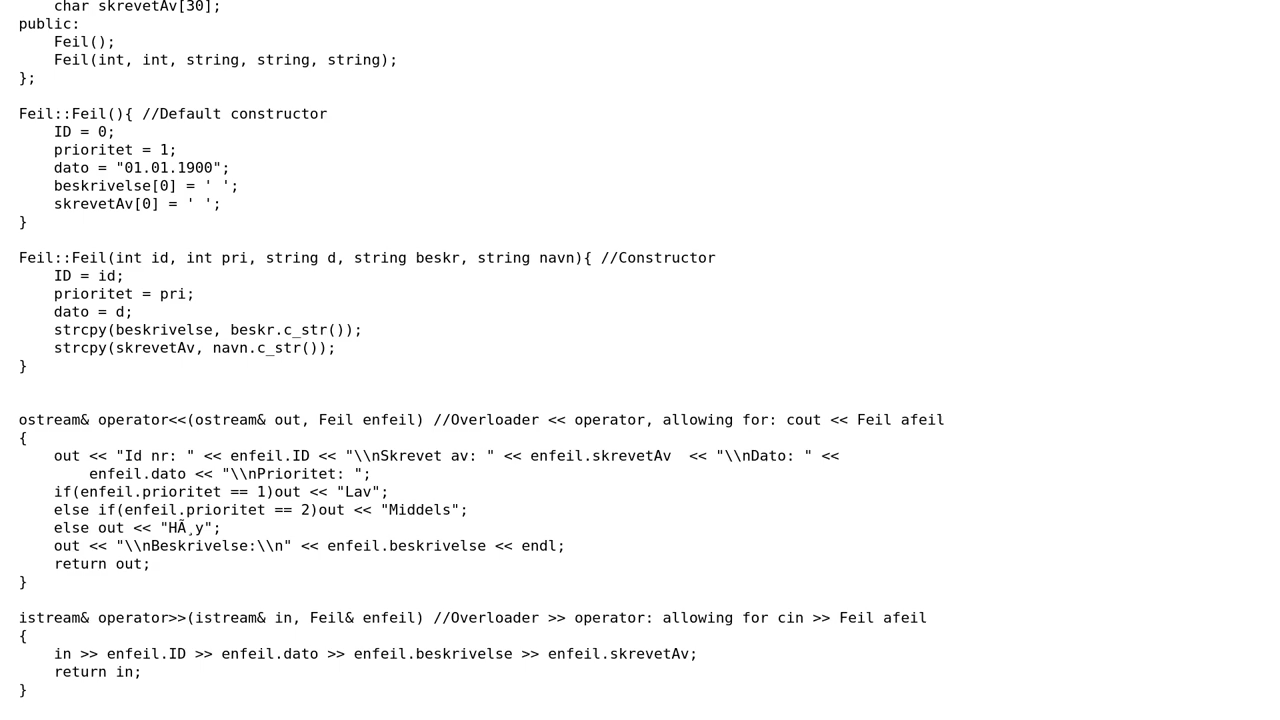 char skrevetAv[30];
public:
    Feil();
    Feil(int, int, string, string, string);
};

Feil::Feil(){ //Default constructor
    ID = 0;
    prioritet = 1;
    dato = "01.01.1900";
    beskrivelse[0] = ' ';
    skrevetAv[0] = ' ';
}

Feil::Feil(int id, int pri, string d, string beskr, string navn){ //Constructor
    ID = id;
    prioritet = pri;
    dato = d;
    strcpy(beskrivelse, beskr.c_str());
    strcpy(skrevetAv, navn.c_str());
}


ostream& operator<<(ostream& out, Feil enfeil) //Overloader << operator, allowing for: cout << Feil afeil
{
    out << "Id nr: " << enfeil.ID << "\\nSkrevet av: " << enfeil.skrevetAv  << "\\nDato: " <<
        enfeil.dato << "\\nPrioritet: ";
    if(enfeil.prioritet == 1)out << "Lav";
    else if(enfeil.prioritet == 2)out << "Middels";
    else out << "HÃ¸y";
    out << "\\nBeskrivelse:\\n" << enfeil.beskrivelse << endl;
    return out;
}

istream& operator>>(istream& in, Feil& enfeil) //Overloader >> operator: allowing for cin >> Feil afeil
{
    in >> enfeil.ID >> enfeil.dato >> enfeil.beskrivelse >> enfeil.skrevetAv;
    return in;
}